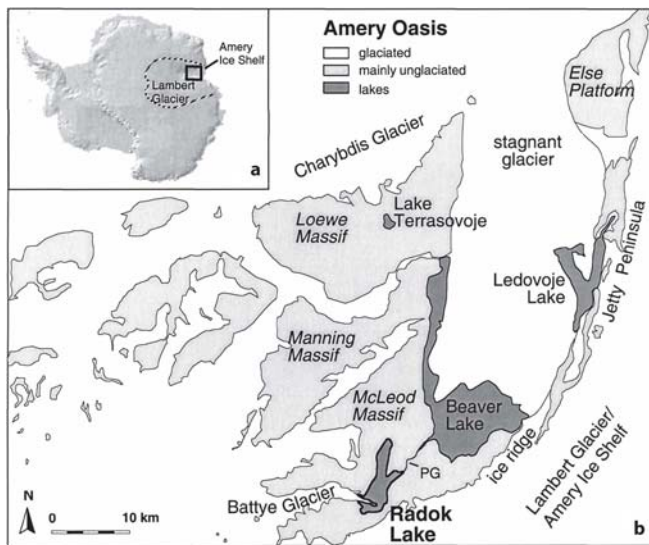 Amery
Ice Shelf
Lambert
Glacier
a
Amery Oasis
glaciated
mainly unglaciated
lakes
Else
Platform
Charybdis Glacier
stagnant
glacier
Loewe
Massif
Lake
Terrasovoje
Ledovoje
Lake
Jetty Peninsula
Manning
Massif
McLeod
Massif
Beaver
Lake
ice ridge
Lambert Glacier/
Amery Ice Shelf
PG
Battye Glacier
Radok
Lake
N
0 10 km
b